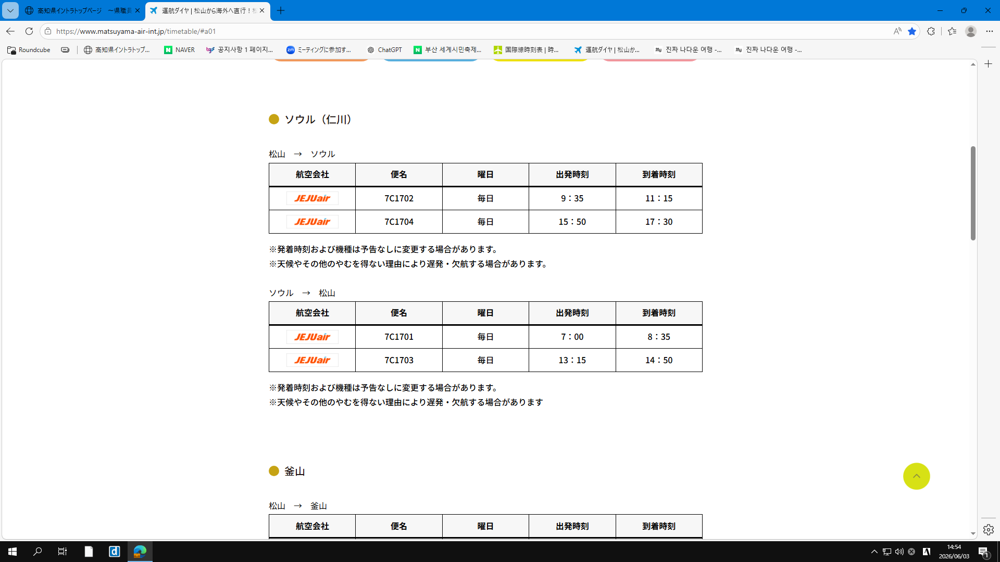 高知県イントラトップページ　～県職員
運航ダイヤ | 松山から海外へ直行！松
https://www.matsuyama-air-int.jp/timetable/#a01
Roundcube
高知県イントラトップ...
NAVER
공지사항 1 페이지...
ミーティングに参加す...
ChatGPT
부산 세계시민축제...
国際線時刻表 | 時...
運航ダイヤ | 松山か...
진짜 나다운 여행 -...
진짜 나다운 여행 -...
ソウル（仁川）
松山　→　ソウル
航空会社 便名 曜日 出発時刻 到着時刻
JEJUair 7C1702 毎日 9：35 11：15
JEJUair 7C1704 毎日 15：50 17：30
※発着時刻および機種は予告なしに変更する場合があります。
※天候やその他のやむを得ない理由により遅発・欠航する場合があります。
ソウル　→　松山
航空会社 便名 曜日 出発時刻 到着時刻
JEJUair 7C1701 毎日 7：00 8：35
JEJUair 7C1703 毎日 13：15 14：50
※発着時刻および機種は予告なしに変更する場合があります。
※天候やその他のやむを得ない理由により遅発・欠航する場合があります
釜山
松山　→　釜山
航空会社 便名 曜日 出発時刻 到着時刻
14:54
2026/06/03
1